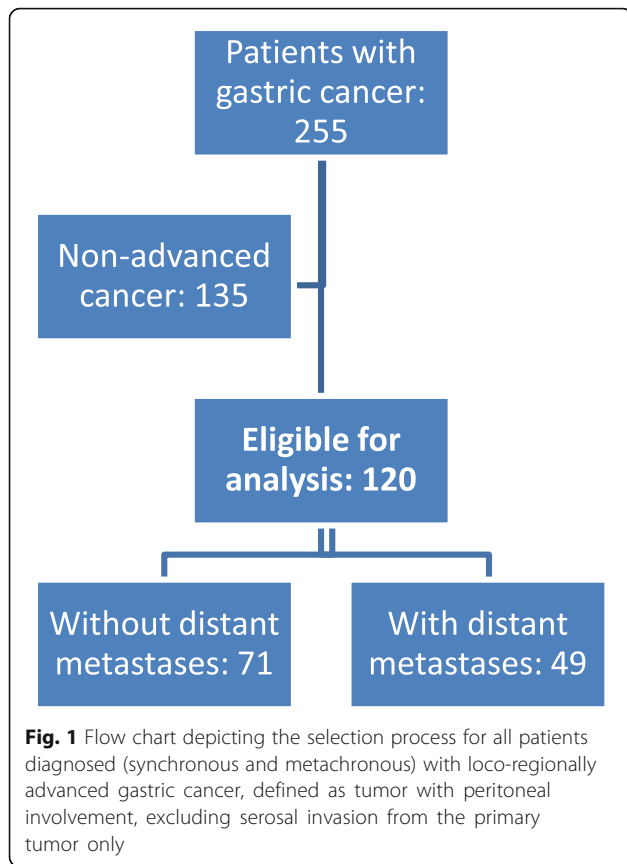 Patients with
gastric cancer:
255
Non-advanced
cancer: 135
Eligible for
analysis: 120
Without distant
metastases: 71
With distant
metastases: 49
Fig. 1 Flow chart depicting the selection process for all patients
diagnosed (synchronous and metachronous) with loco-regionally
advanced gastric cancer, defined as tumor with peritoneal
involvement, excluding serosal invasion from the primary
tumor only